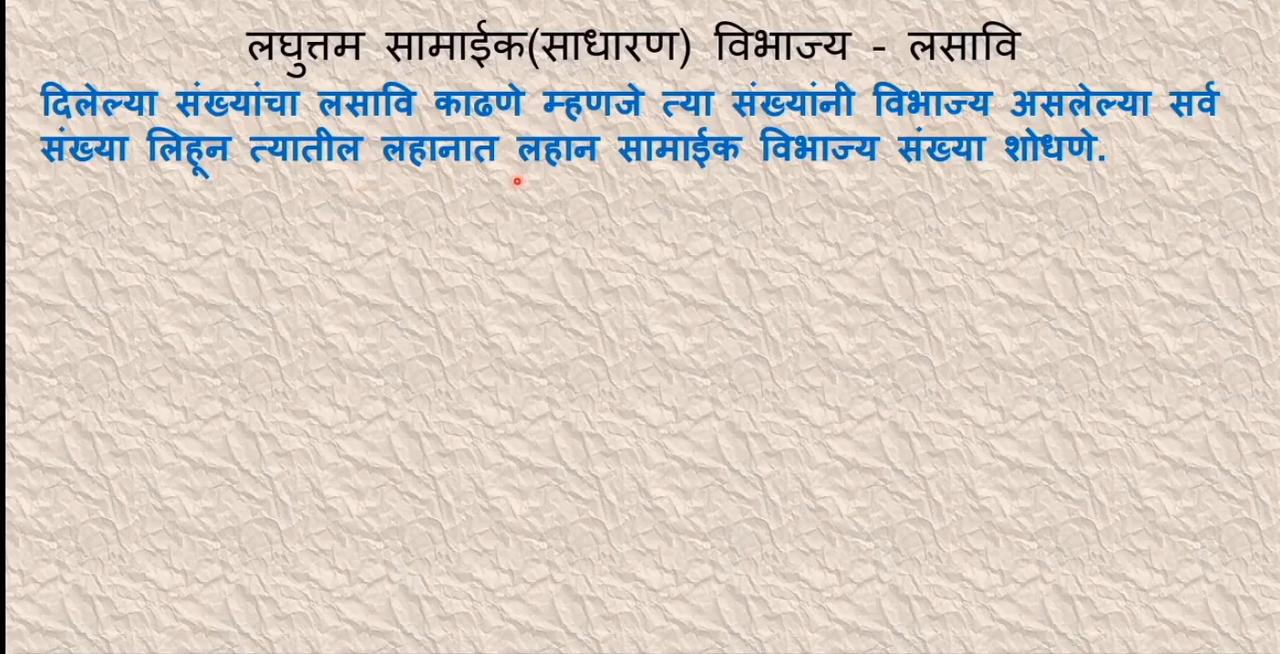 लघुत्तम सामाईक(साधारण) विभाज्य - लसावि
दिलेल्या संख्यांचा लसावि काढणे म्हणजे त्या संख्यांनी विभाज्य असलेल्या सर्व
संख्या लिहून त्यातील लहानात लहान सामाईक विभाज्य संख्या शोधणे.